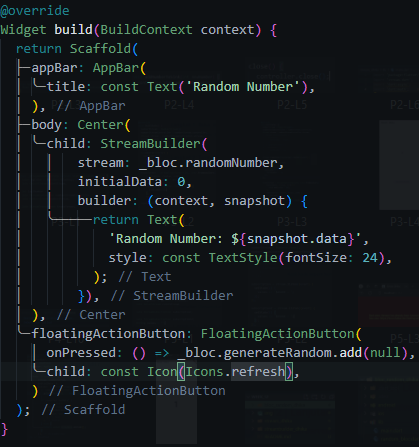 @override
Widget build(BuildContext context) {
return Scaffold(
appBar: AppBar(
title: const Text('Random Number'),
), // AppBar
body: Center(
child: StreamBuilder(
stream: _bloc.randomNumber,
initialData: 0,
builder: (context, snapshot) {
return Text(
'Random Number: ${snapshot.data}',
style: const TextStyle(fontSize: 24),
); // Text
}), // StreamBuilder
), // Center
floatingActionButton: FloatingActionButton(
onPressed: () => _bloc.generateRandom.add(null),
child: const Icon(Icons.refresh),
) // FloatingActionButton
); // Scaffold
}